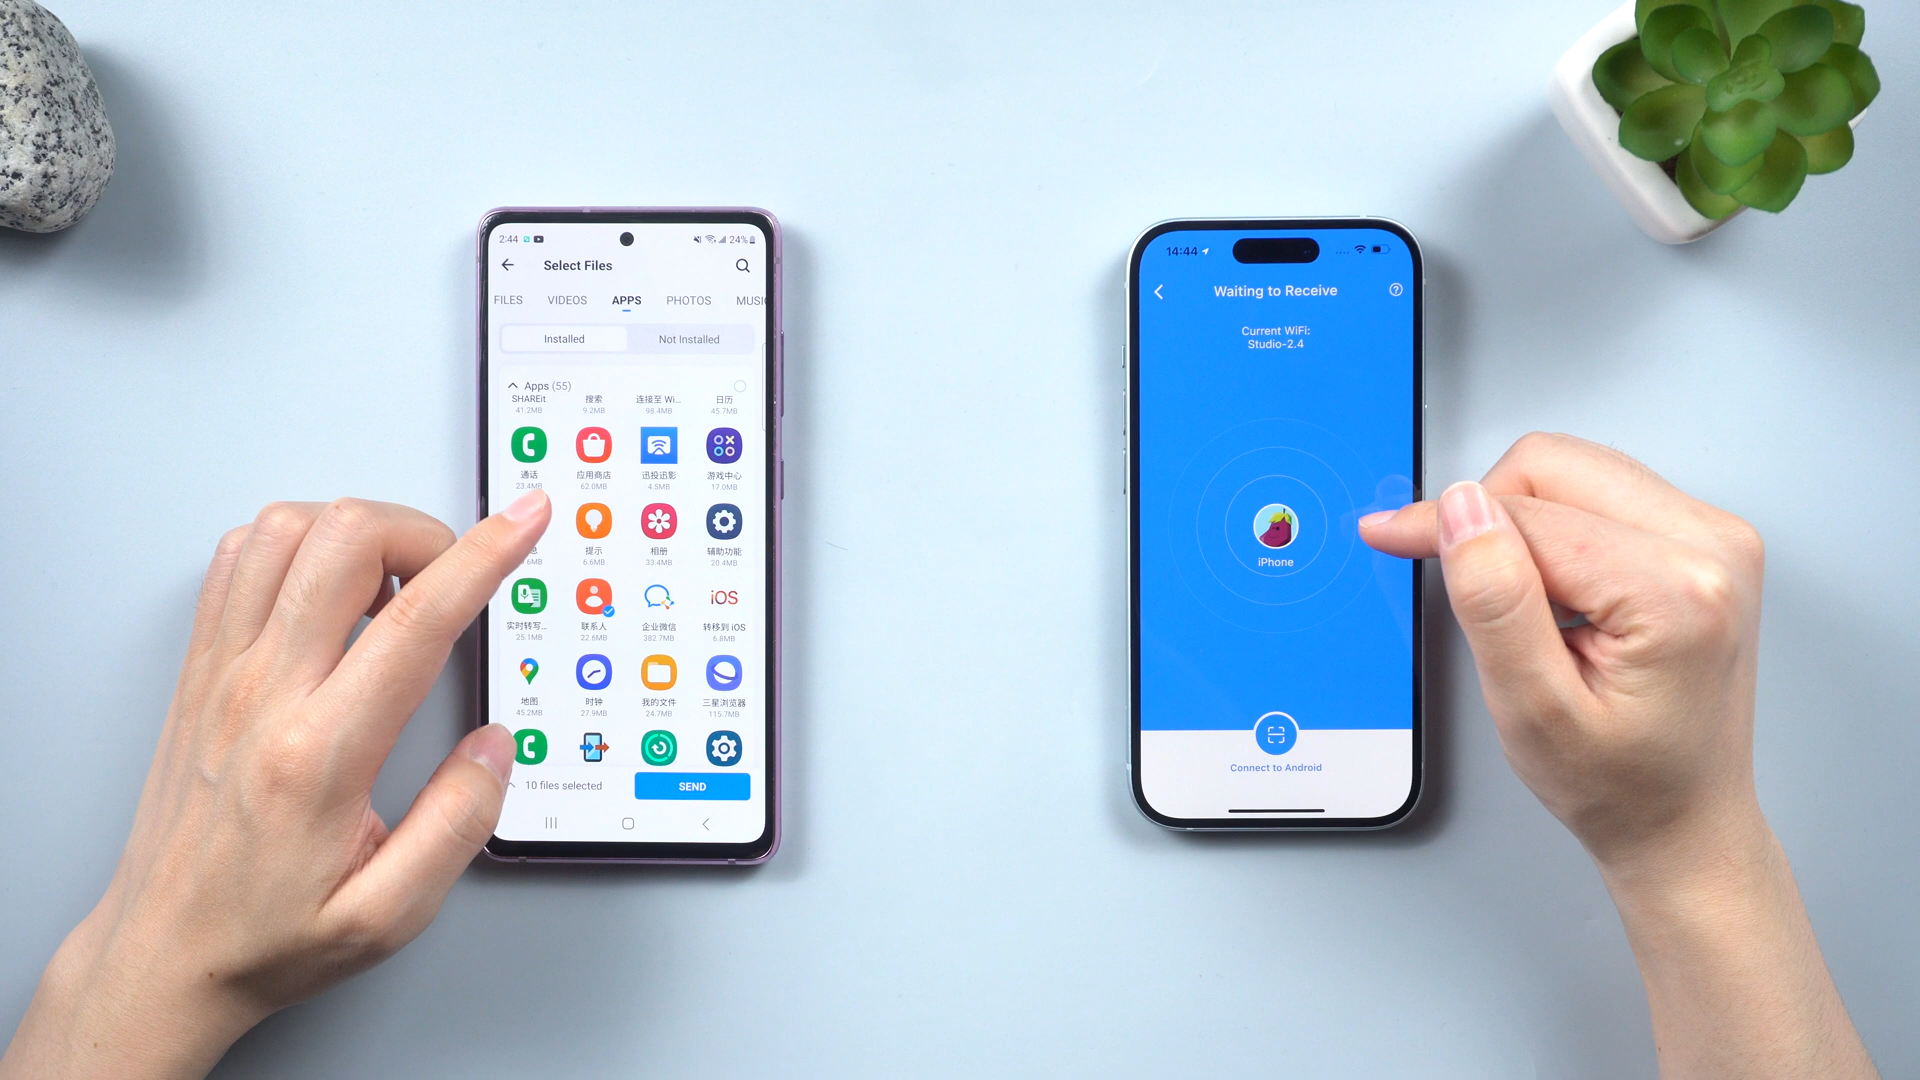 2:44
24%
Select Files
FILES VIDEOS APPS PHOTOS
Installed Not Installed
Apps (55)
SHAREit 搜索 连接至 Wi... 日历
41.2MB 9.2MB 98.4MB 45.7MB
通话 应用商店 迅投迅影 游戏中心
23.4MB 62.0MB 4.5MB 17.0MB
提示 相册 辅助功能
6.6MB 33.4MB 20.4MB
iOS
实时转写... 联系人 企业微信 转移到 iOS
25.1MB 22.6MB 382.7MB 6.8MB
地图 时钟 我的文件 三星浏览器
45.2MB 27.9MB 24.7MB 115.7MB
10 files selected SEND
14:44
Waiting to Receive
Current WiFi:
Studio-2.4
iPhone
Connect to Android